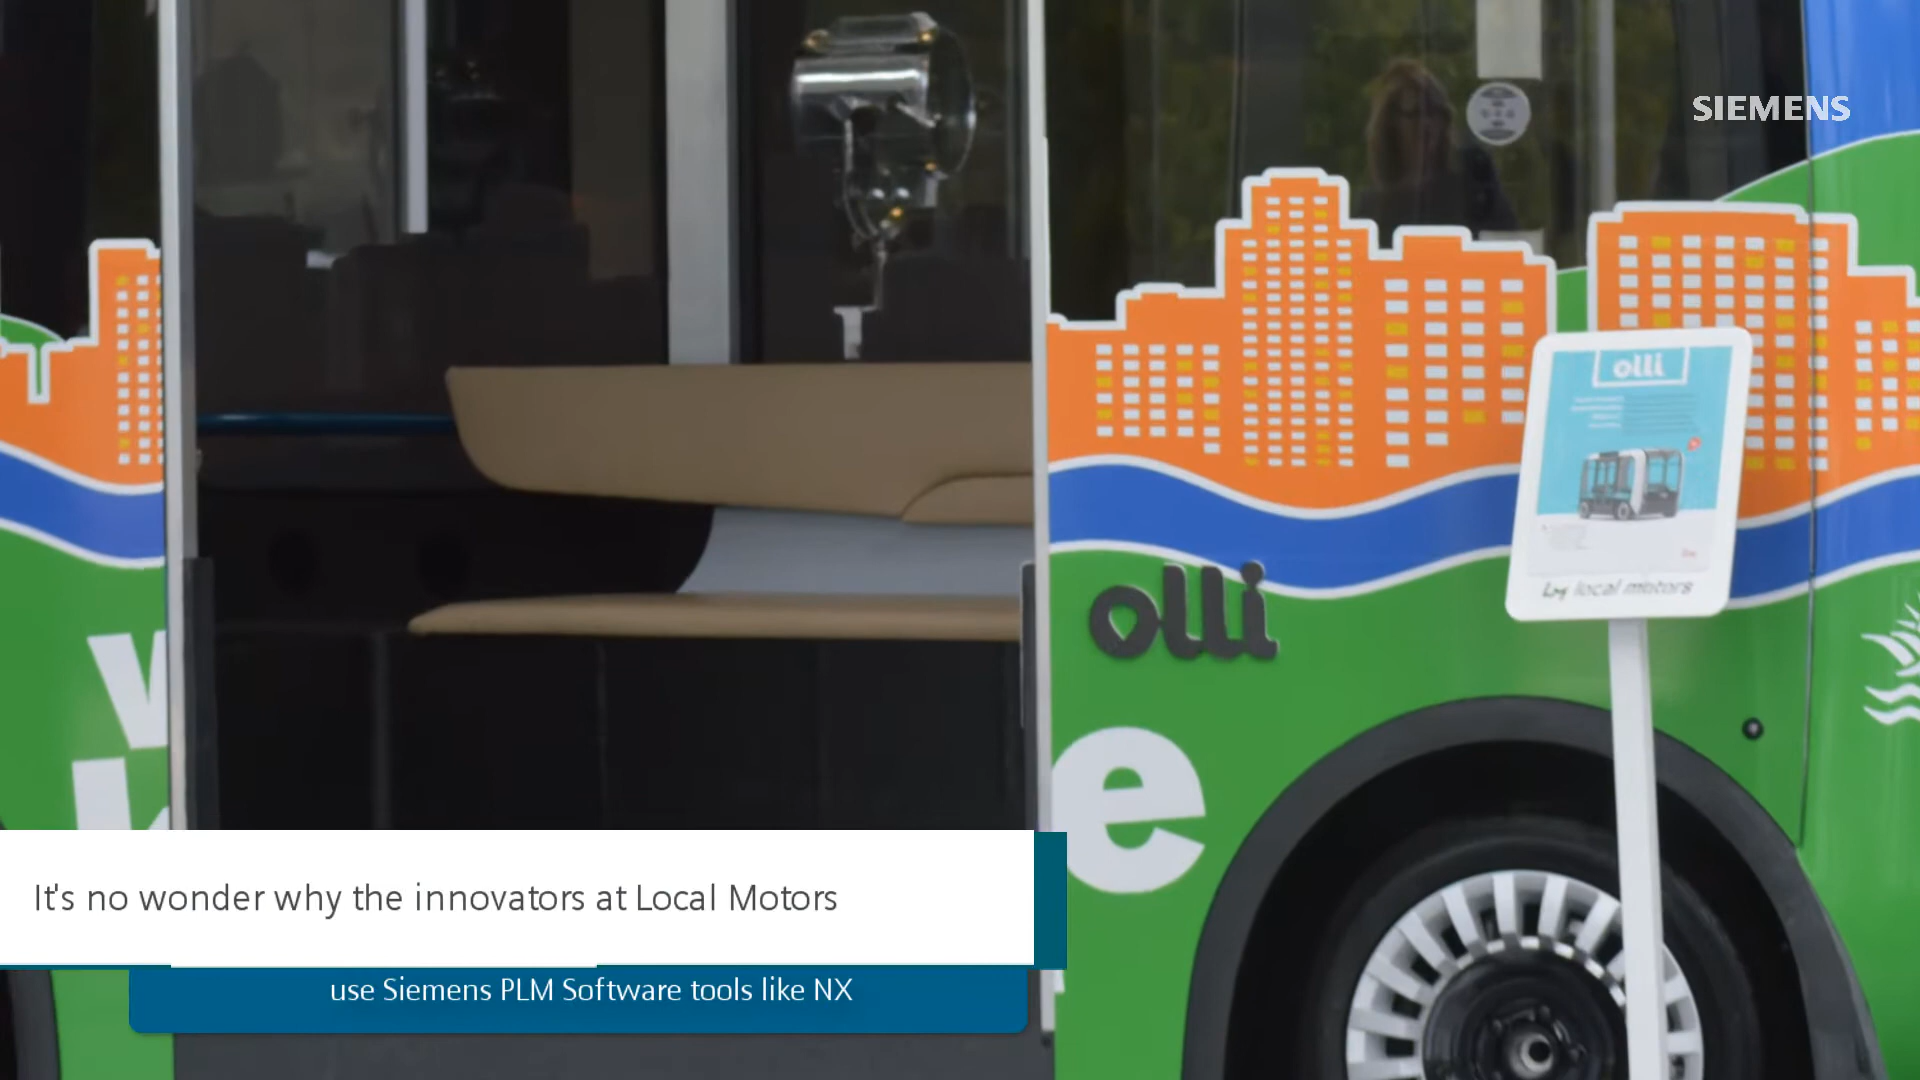 SIEMENS
olli
local motors
olli
e
It's no wonder why the innovators at Local Motors
use Siemens PLM Software tools like NX